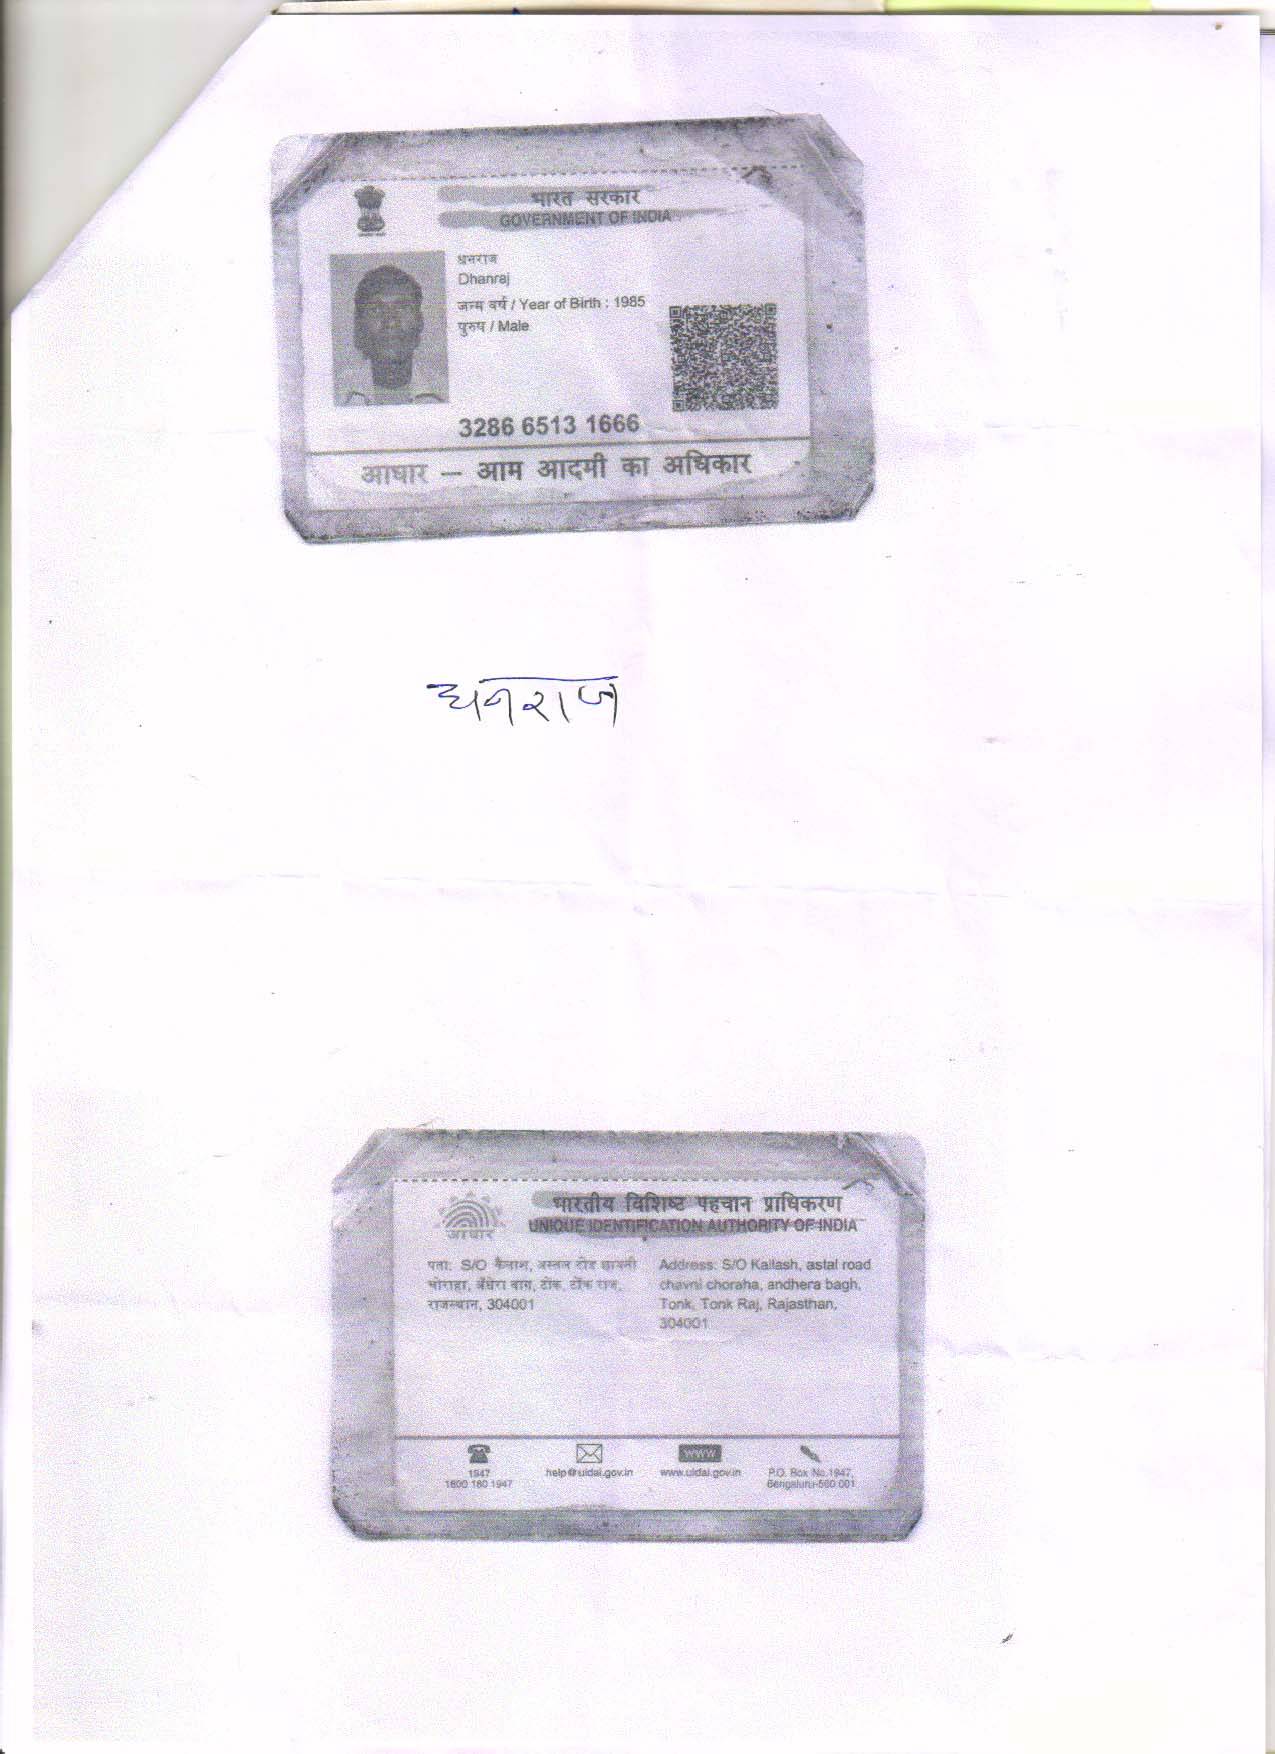 भारत सरकार
GOVERNMENT OF INDIA
धनराज
Dhanraj
जन्म वर्ष / Year of Birth : 1985
पुरुष / Male
3286 6513 1666
आधार – आम आदमी का अधिकार
धनराज
भारतीय विशिष्ट पहचान प्राधिकरण
UNIQUE IDENTIFICATION AUTHORITY OF INDIA
आधार
पता: S/O कैलाश, अस्तल रोड छावनी
चोराहा, अँधेरा बाग, टोंक, टोंक राज,
राजस्थान, 304001
Address: S/O Kailash, astal road
chavni choraha, andhera bagh,
Tonk, Tonk Raj, Rajasthan,
304001
1947
1800 180 1947
help@uidai.gov.in
www
www.uidai.gov.in
P.O. Box No.1947,
Bengaluru-560 001